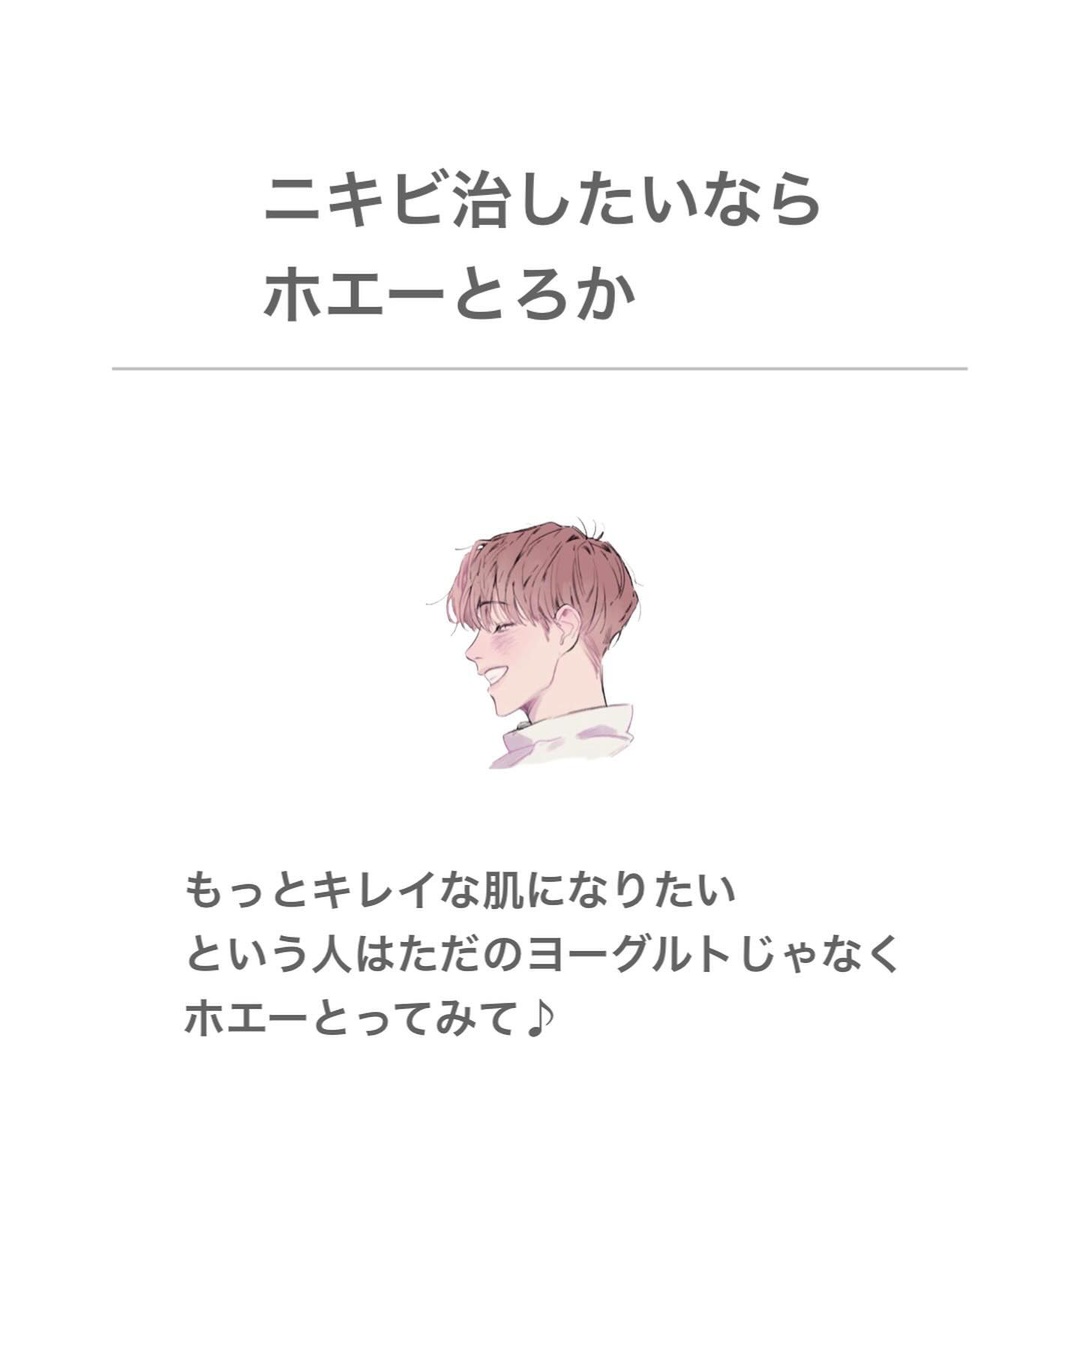 ニキビ治したいなら
ホエーとろか
もっとキレイな肌になりたい
という人はただのヨーグルトじゃなく
ホエーとってみて♪